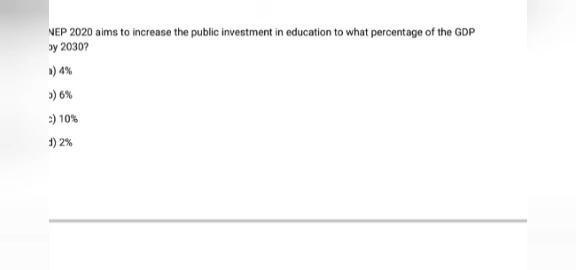 NEP 2020 aims to increase the public investment in education to what percentage of the GDP
by 2030?
a) 4%
b) 6%
c) 10%
d) 2%